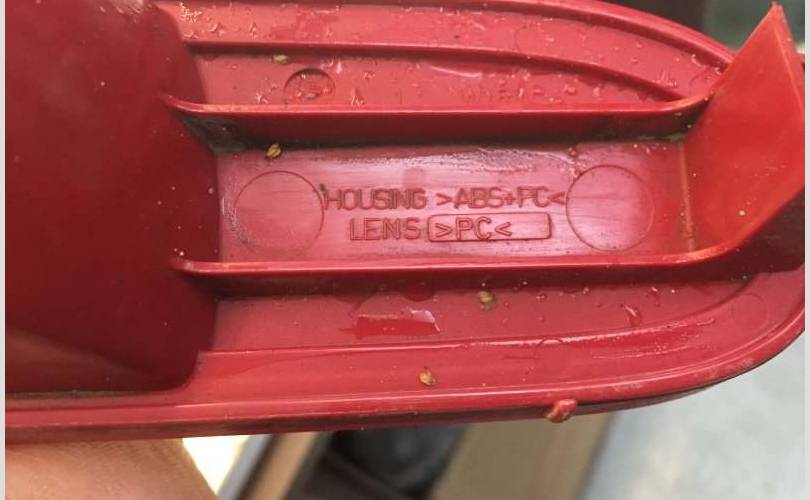 HOUSING >ABS+PC<
LENS >PC<